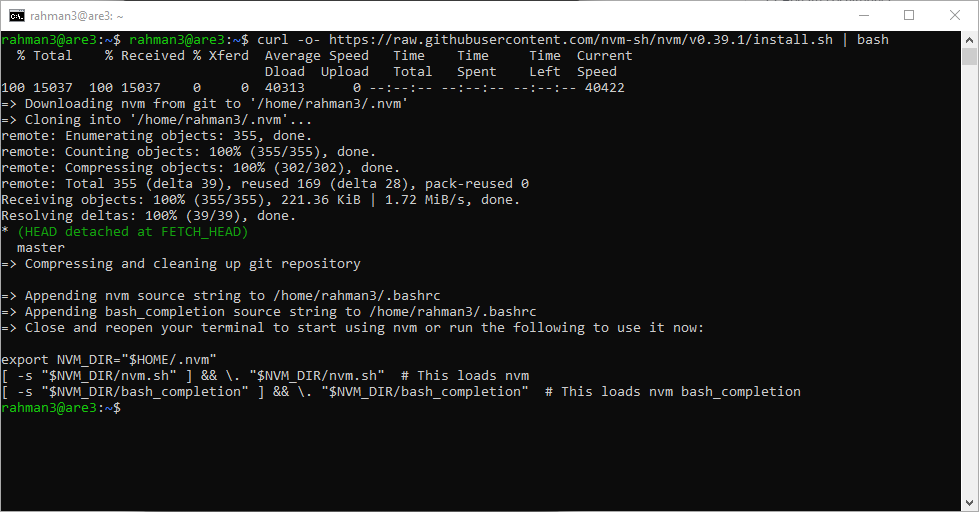 rahman3@are3: ~
rahman3@are3:~$ rahman3@are3:~$ curl -o- https://raw.githubusercontent.com/nvm-sh/nvm/v0.39.1/install.sh | bash
  % Total    % Received % Xferd  Average Speed   Time    Time     Time  Current
                                 Dload  Upload   Total   Spent    Left  Speed
100 15037  100 15037    0     0  40313      0 --:--:-- --:--:-- --:--:-- 40422
=> Downloading nvm from git to '/home/rahman3/.nvm'
=> Cloning into '/home/rahman3/.nvm'...
remote: Enumerating objects: 355, done.
remote: Counting objects: 100% (355/355), done.
remote: Compressing objects: 100% (302/302), done.
remote: Total 355 (delta 39), reused 169 (delta 28), pack-reused 0
Receiving objects: 100% (355/355), 221.36 KiB | 1.72 MiB/s, done.
Resolving deltas: 100% (39/39), done.
* (HEAD detached at FETCH_HEAD)
  master
=> Compressing and cleaning up git repository
=> Appending nvm source string to /home/rahman3/.bashrc
=> Appending bash_completion source string to /home/rahman3/.bashrc
=> Close and reopen your terminal to start using nvm or run the following to use it now:
export NVM_DIR="$HOME/.nvm"
[ -s "$NVM_DIR/nvm.sh" ] && \. "$NVM_DIR/nvm.sh"  # This loads nvm
[ -s "$NVM_DIR/bash_completion" ] && \. "$NVM_DIR/bash_completion"  # This loads nvm bash_completion
rahman3@are3:~$